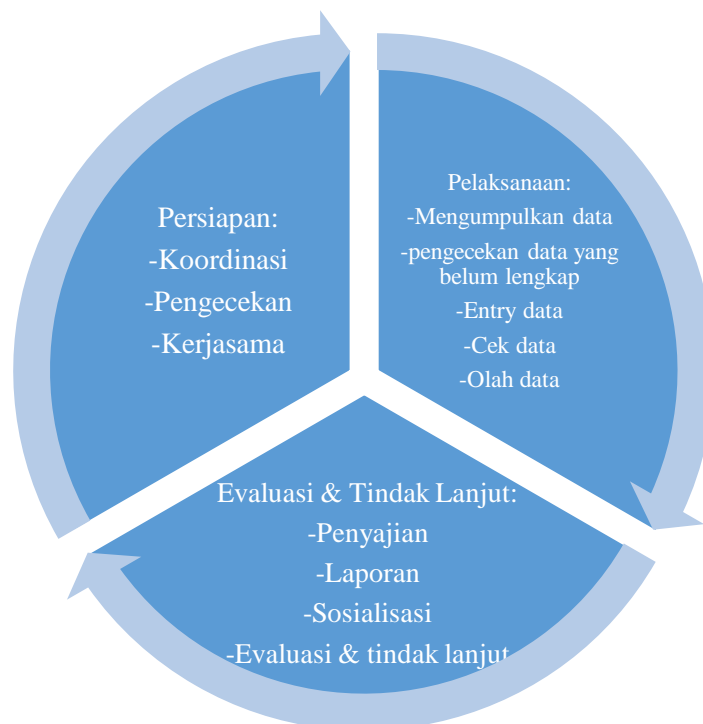 Persiapan:
-Koordinasi
-Pengecekan
-Kerjasama
Pelaksanaan:
-Mengumpulkan data
-pengecekan data yang
belum lengkap
-Entry data
-Cek data
-Olah data
Evaluasi & Tindak Lanjut:
-Penyajian
-Laporan
-Sosialisasi
-Evaluasi & tindak lanjut